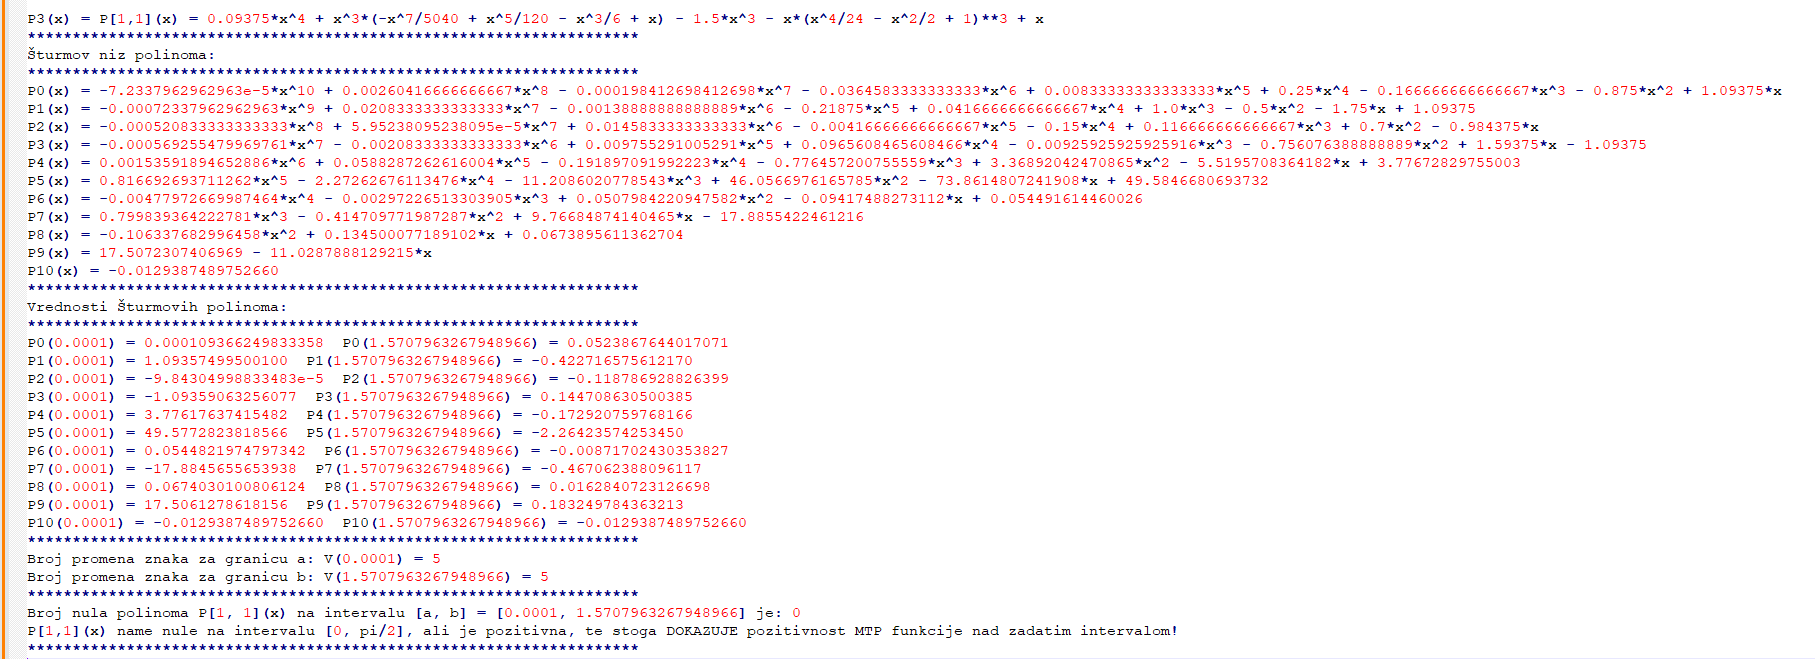 P3(x) = P[1,1](x) = 0.09375*x^4 + x^3*(-x^7/5040 + x^5/120 - x^3/6 + x) - 1.5*x^3 - x*(x^4/24 - x^2/2 + 1)**3 + x
********************************************************************
Šturmov niz polinoma:
********************************************************************
P0(x) = -7.2337962962963e-5*x^10 + 0.00260416666666667*x^8 - 0.000198412698412698*x^7 - 0.0364583333333333*x^6 + 0.00833333333333333*x^5 + 0.25*x^4 - 0.166666666666667*x^3 - 0.875*x^2 + 1.09375*x
P1(x) = -0.00072337962962963*x^9 + 0.0208333333333333*x^7 - 0.00138888888888889*x^6 - 0.21875*x^5 + 0.0416666666666667*x^4 + 1.0*x^3 - 0.5*x^2 - 1.75*x + 1.09375
P2(x) = -0.000520833333333333*x^8 + 5.95238095238095e-5*x^7 + 0.0145833333333333*x^6 - 0.00416666666666667*x^5 - 0.15*x^4 + 0.116666666666667*x^3 + 0.7*x^2 - 0.984375*x
P3(x) = -0.000569255479969761*x^7 - 0.00208333333333333*x^6 + 0.009755291005291*x^5 + 0.0965608465608466*x^4 - 0.00925925925925916*x^3 - 0.756076388888889*x^2 + 1.59375*x - 1.09375
P4(x) = 0.00153591894652886*x^6 + 0.0588287262616004*x^5 - 0.191897091992223*x^4 - 0.776457200755559*x^3 + 3.36892042470865*x^2 - 5.5195708364182*x + 3.77672829755003
P5(x) = 0.816692693711262*x^5 - 2.27262676113476*x^4 - 11.2086020778543*x^3 + 46.0566976165785*x^2 - 73.8614807241908*x + 49.5846680693732
P6(x) = -0.00477972669987464*x^4 - 0.00297226513303905*x^3 + 0.0507984220947582*x^2 - 0.09417488273112*x + 0.054491614460026
P7(x) = 0.799839364222781*x^3 - 0.414709771987287*x^2 + 9.76684874140465*x - 17.8855422461216
P8(x) = -0.106337682996458*x^2 + 0.134500077189102*x + 0.0673895611362704
P9(x) = 17.5072307406969 - 11.0287888129215*x
P10(x) = -0.0129387489752660
********************************************************************
Vrednosti Šturmovih polinoma:
********************************************************************
P0(0.0001) = 0.000109366249833358  P0(1.5707963267948966) = 0.0523867644017071
P1(0.0001) = 1.09357499500100  P1(1.5707963267948966) = -0.422716575612170
P2(0.0001) = -9.84304998833483e-5  P2(1.5707963267948966) = -0.118786928826399
P3(0.0001) = -1.09359063256077  P3(1.5707963267948966) = 0.144708630500385
P4(0.0001) = 3.77617637415482  P4(1.5707963267948966) = -0.172920759768166
P5(0.0001) = 49.5772823818566  P5(1.5707963267948966) = -2.26423574253450
P6(0.0001) = 0.0544821974797342  P6(1.5707963267948966) = -0.00871702430353827
P7(0.0001) = -17.8845655653938  P7(1.5707963267948966) = -0.467062388096117
P8(0.0001) = 0.0674030100806124  P8(1.5707963267948966) = 0.0162840723126698
P9(0.0001) = 17.5061278618156  P9(1.5707963267948966) = 0.183249784363213
P10(0.0001) = -0.0129387489752660  P10(1.5707963267948966) = -0.0129387489752660
********************************************************************
Broj promena znaka za granicu a: V(0.0001) = 5
Broj promena znaka za granicu b: V(1.5707963267948966) = 5
********************************************************************
Broj nula polinoma P[1, 1](x) na intervalu [a, b] = [0.0001, 1.5707963267948966] je: 0
P[1,1](x) name nule na intervalu [0, pi/2], ali je pozitivna, te stoga DOKAZUJE pozitivnost MTP funkcije nad zadatim intervalom!
********************************************************************